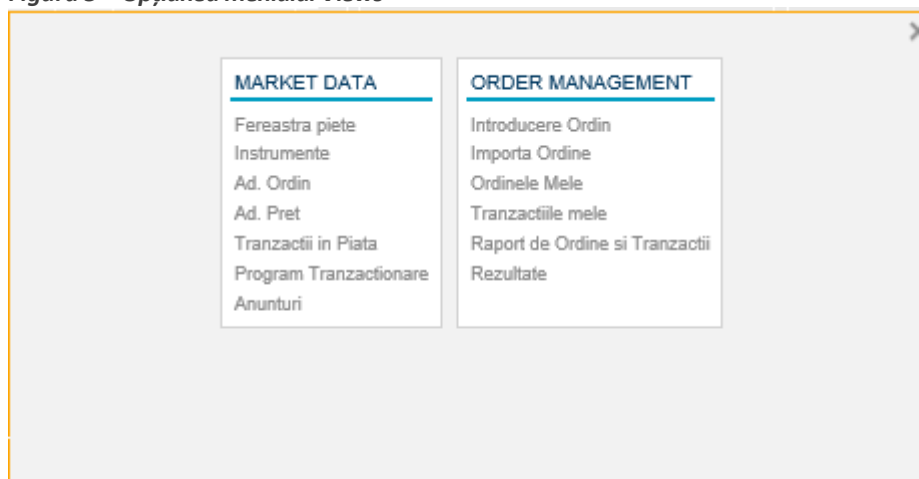 MARKET DATA
Fereastra piete
Instrumente
Ad. Ordin
Ad. Pret
Tranzactii in Piata
Program Tranzactionare
Anunturi
ORDER MANAGEMENT
Introducere Ordin
Importa Ordine
Ordinele Mele
Tranzactiile mele
Raport de Ordine si Tranzactii
Rezultate